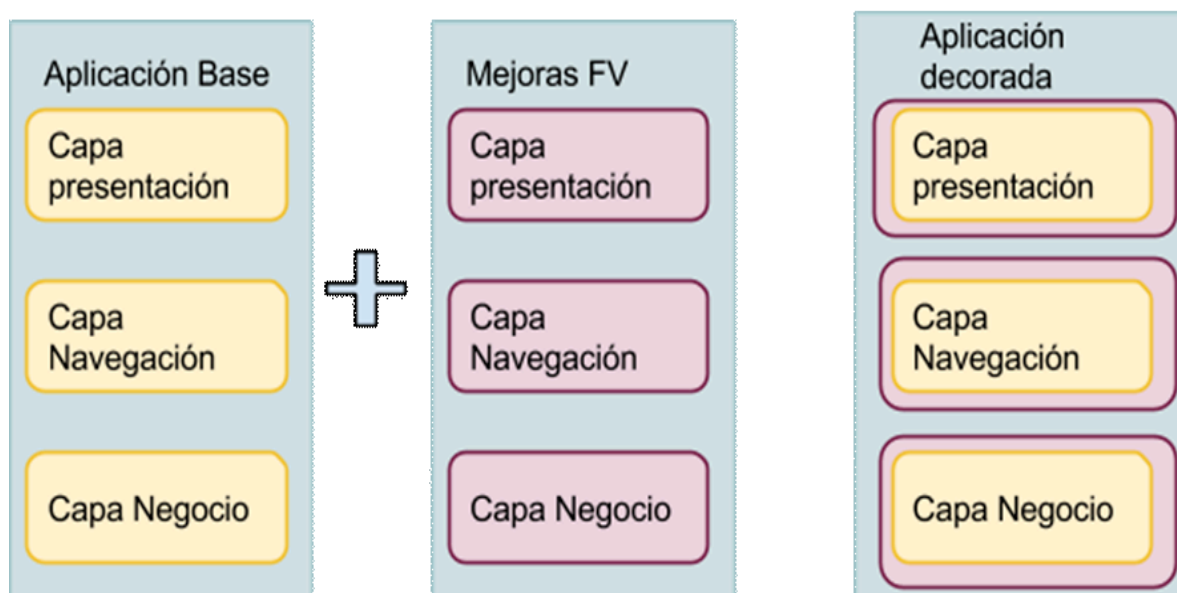 Aplicación Base
Capa
presentación
Capa
Navegación
Capa Negocio
Mejoras FV
Capa
presentación
Capa
Navegación
Capa Negocio
Aplicación
decorada
Capa
presentación
Capa
Navegación
Capa Negocio